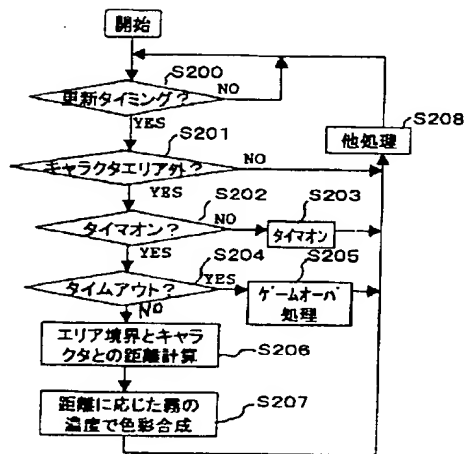 開始
S200
更新タイミング？
NO
YES
S201
S208
他処理
キャラクタエリア外？
NO
YES
S202
S203
タイマオン？
NO
タイマオン
YES
S204
S205
タイムアウト？
YES
ゲームオーバ
処理
NO
エリア境界とキャラ
クタとの距離計算
S206
距離に応じた霧の
濃度で色彩合成
S207